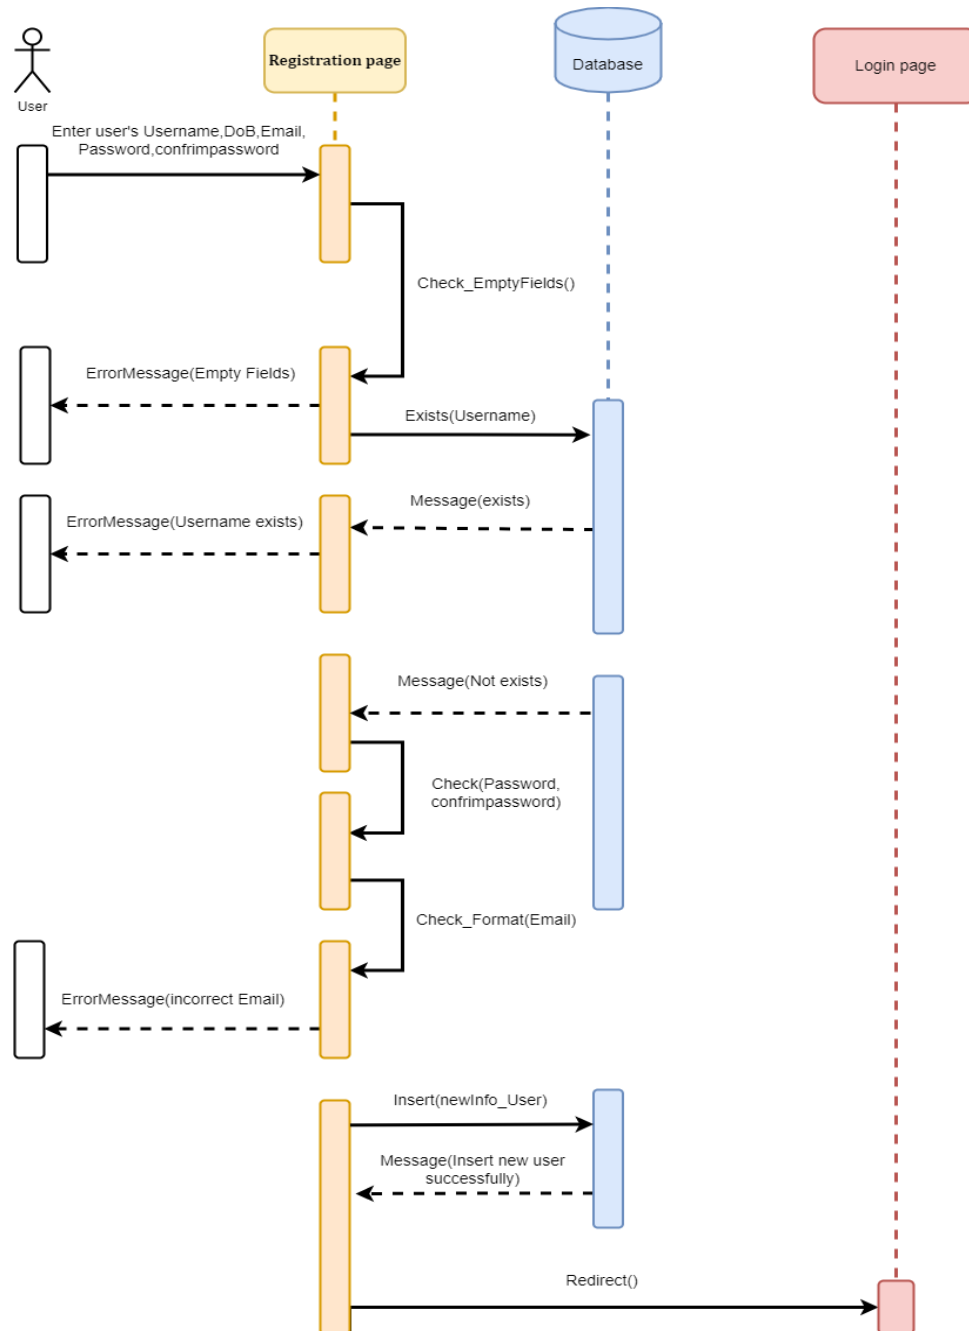 Registration page
Database
Login page
User
Enter user's Username,DoB,Email,
Password,confrimpassword
Check_EmptyFields()
ErrorMessage(Empty Fields)
Exists(Username)
Message(exists)
ErrorMessage(Username exists)
Message(Not exists)
Check(Password,
confrimpassword)
Check_Format(Email)
ErrorMessage(incorrect Email)
Insert(newInfo_User)
Message(Insert new user
successfully)
Redirect()